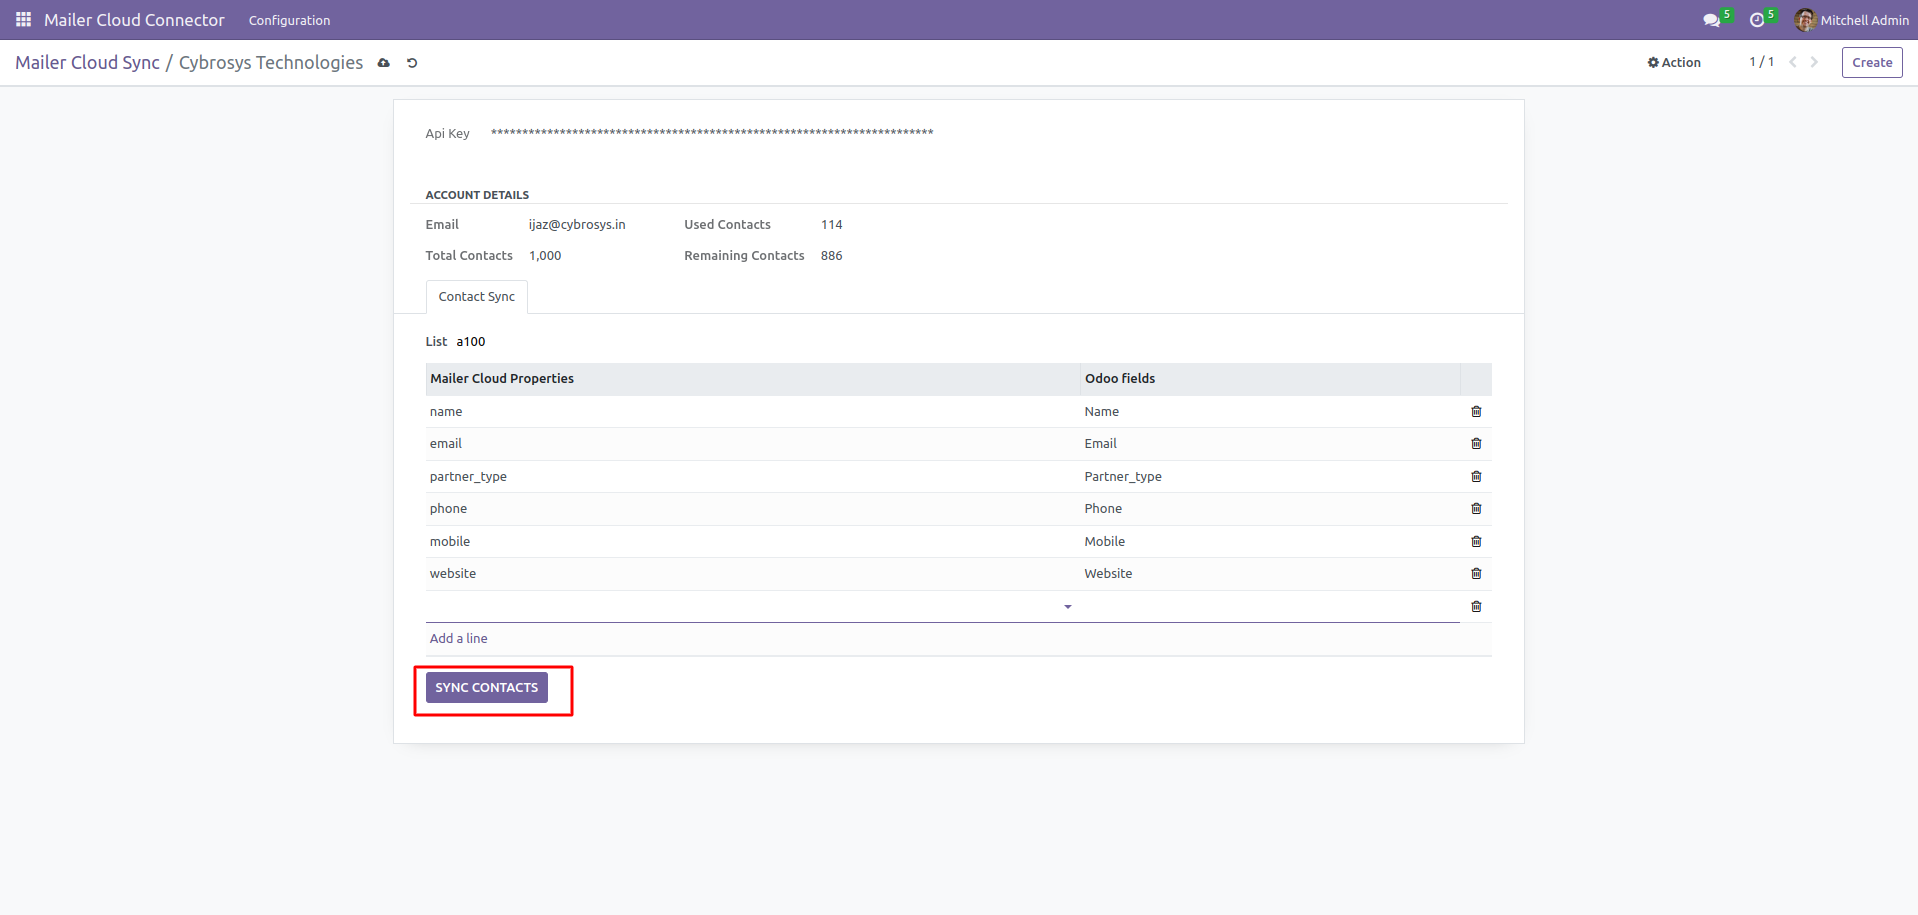 Mailer Cloud Connector Configuration 5 5 Mitchell Admin
Mailer Cloud Sync / Cybrosys Technologies Action 1 / 1 Create
Api Key ***********************************************************************
ACCOUNT DETAILS
Email ijaz@cybrosys.in Used Contacts 114
Total Contacts 1,000 Remaining Contacts 886
Contact Sync
List a100
Mailer Cloud Properties Odoo fields
name Name
email Email
partner_type Partner_type
phone Phone
mobile Mobile
website Website
Add a line
SYNC CONTACTS